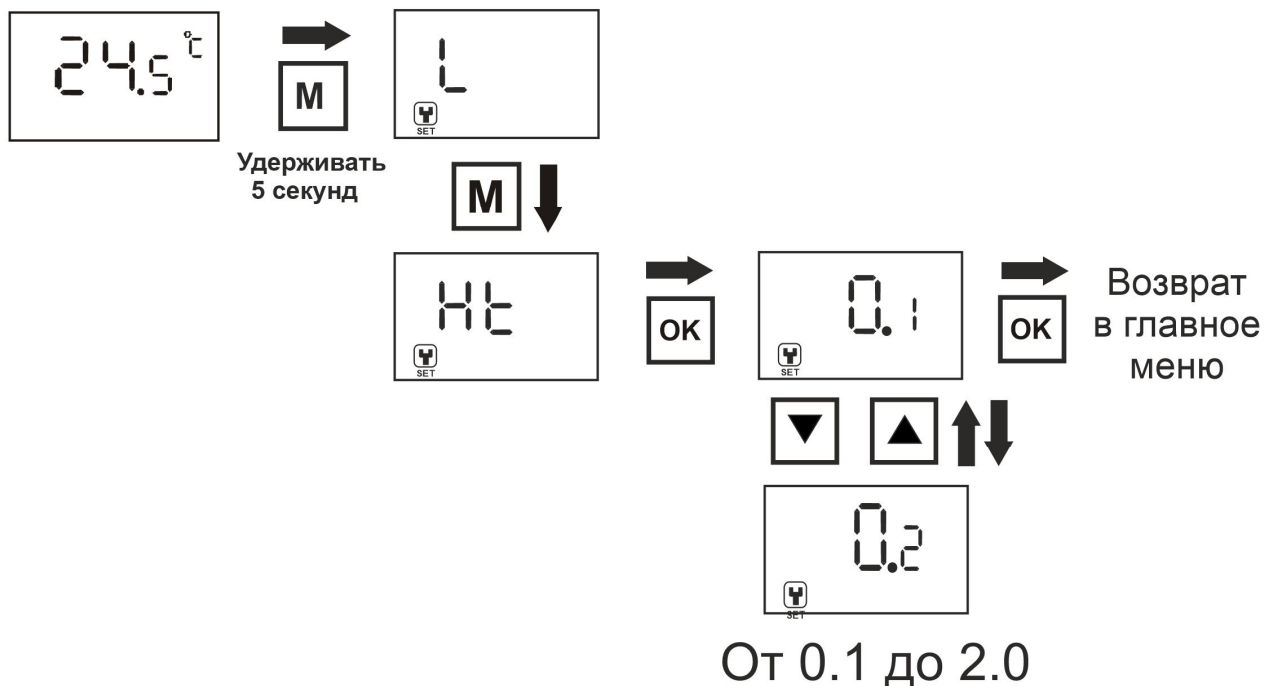 24.5 °C
M
Удерживать
5 секунд
L
SET
M
Ht
SET
OK
0.1
SET
OK
Возврат
в главное
меню
0.2
SET
От 0.1 до 2.0